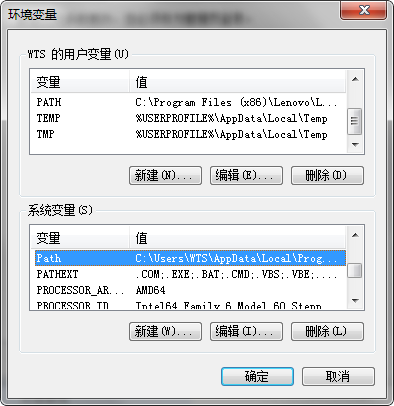 环境变量
WTS 的用户变量(U)
变量 值
PATH C:\Program Files (x86)\Lenovo\L...
TEMP %USERPROFILE%\AppData\Local\Temp
TMP %USERPROFILE%\AppData\Local\Temp
新建(N)... 编辑(E)... 删除(D)
系统变量(S)
变量 值
Path C:\Users\WTS\AppData\Local\Prog...
PATHEXT .COM;.EXE;.BAT;.CMD;.VBS;.VBE;....
PROCESSOR_AR... AMD64
PROCESSOR_ID Intel64 Family 6 Model 60 Stepp
新建(W)... 编辑(I)... 删除(L)
确定 取消